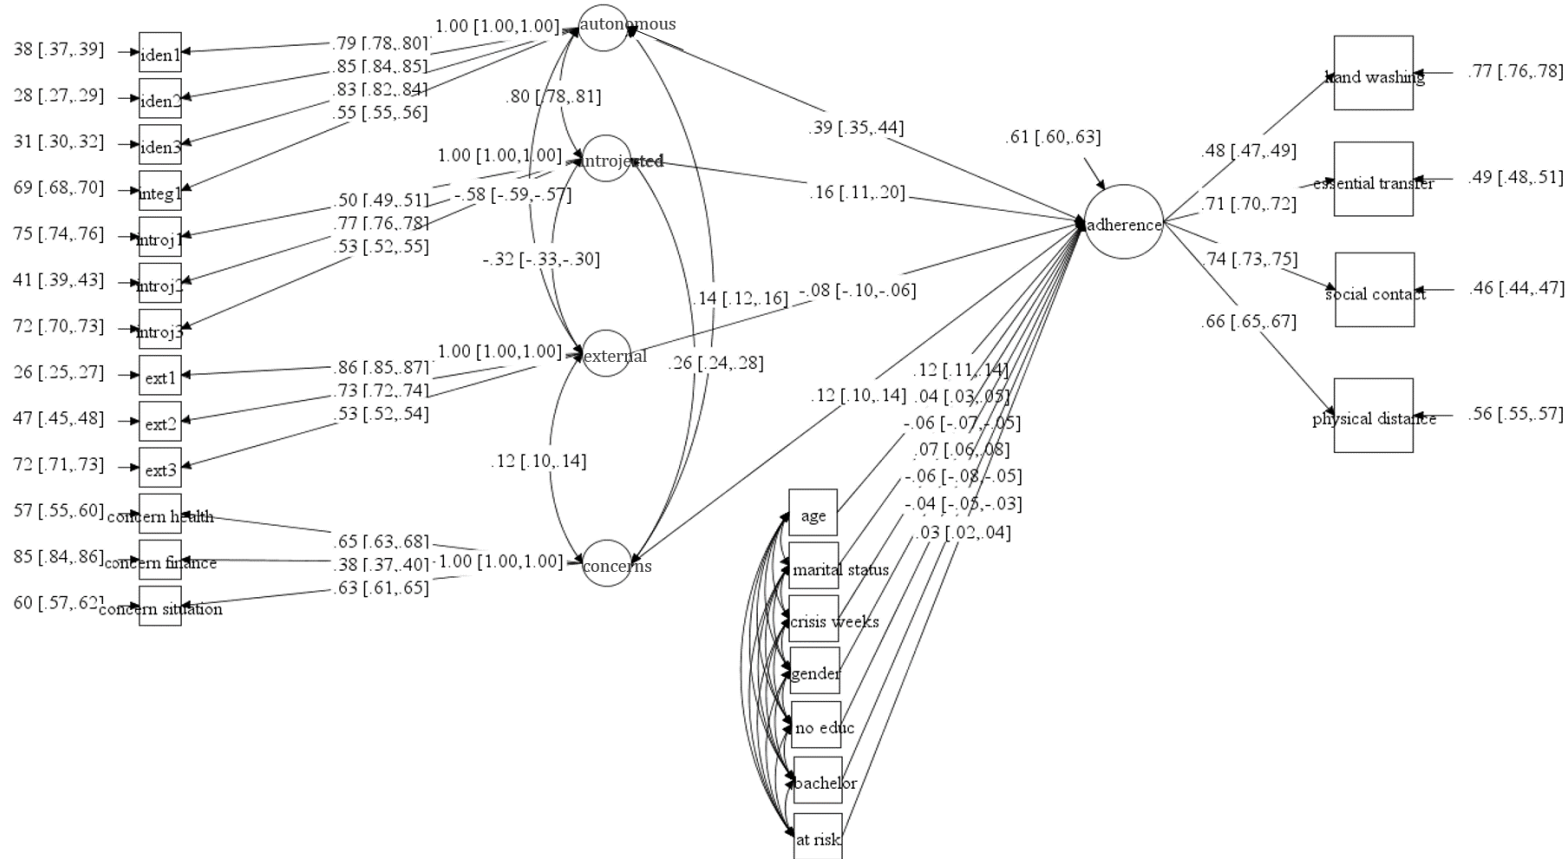 38 [.37,.39]
iden1
28 [.27,.29]
iden2
31 [.30,.32]
iden3
69 [.68,.70]
integ1
75 [.74,.76]
introj1
41 [.39,.43]
introj2
72 [.70,.73]
introj3
26 [.25,.27]
ext1
47 [.45,.48]
ext2
72 [.71,.73]
ext3
57 [.55,.60]
concern health
85 [.84,.86]
concern finance
60 [.57,.62]
concern situation
.79 [.78,.80]
.85 [.84,.85]
.83 [.82,.84]
.55 [.55,.56]
.50 [.49,.51]
.77 [.76,.78]
.53 [.52,.55]
.86 [.85,.87]
.73 [.72,.74]
.53 [.52,.54]
.65 [.63,.68]
.38 [.37,.40]
.63 [.61,.65]
1.00 [1.00,1.00]
autonomous
1.00 [1.00,1.00]
introjected
1.00 [1.00,1.00]
external
1.00 [1.00,1.00]
concerns
.80 [.78,.81]
-.58 [-.59,-.57]
-.32 [-.33,-.30]
.14 [.12,.16]
.26 [.24,.28]
.12 [.10,.14]
.39 [.35,.44]
.16 [.11,.20]
-.08 [-.10,-.06]
.12 [.10,.14]
.12 [.11,.14]
.04 [.03,.05]
-.06 [-.07,-.05]
.07 [.06,.08]
-.06 [-.08,-.05]
-.04 [-.05,-.03]
.03 [.02,.04]
age
marital status
crisis weeks
gender
no educ
bachelor
at risk
.61 [.60,.63]
adherence
.48 [.47,.49]
.71 [.70,.72]
.74 [.73,.75]
.66 [.65,.67]
hand washing
.77 [.76,.78]
essential transfer
.49 [.48,.51]
social contact
.46 [.44,.47]
physical distance
.56 [.55,.57]